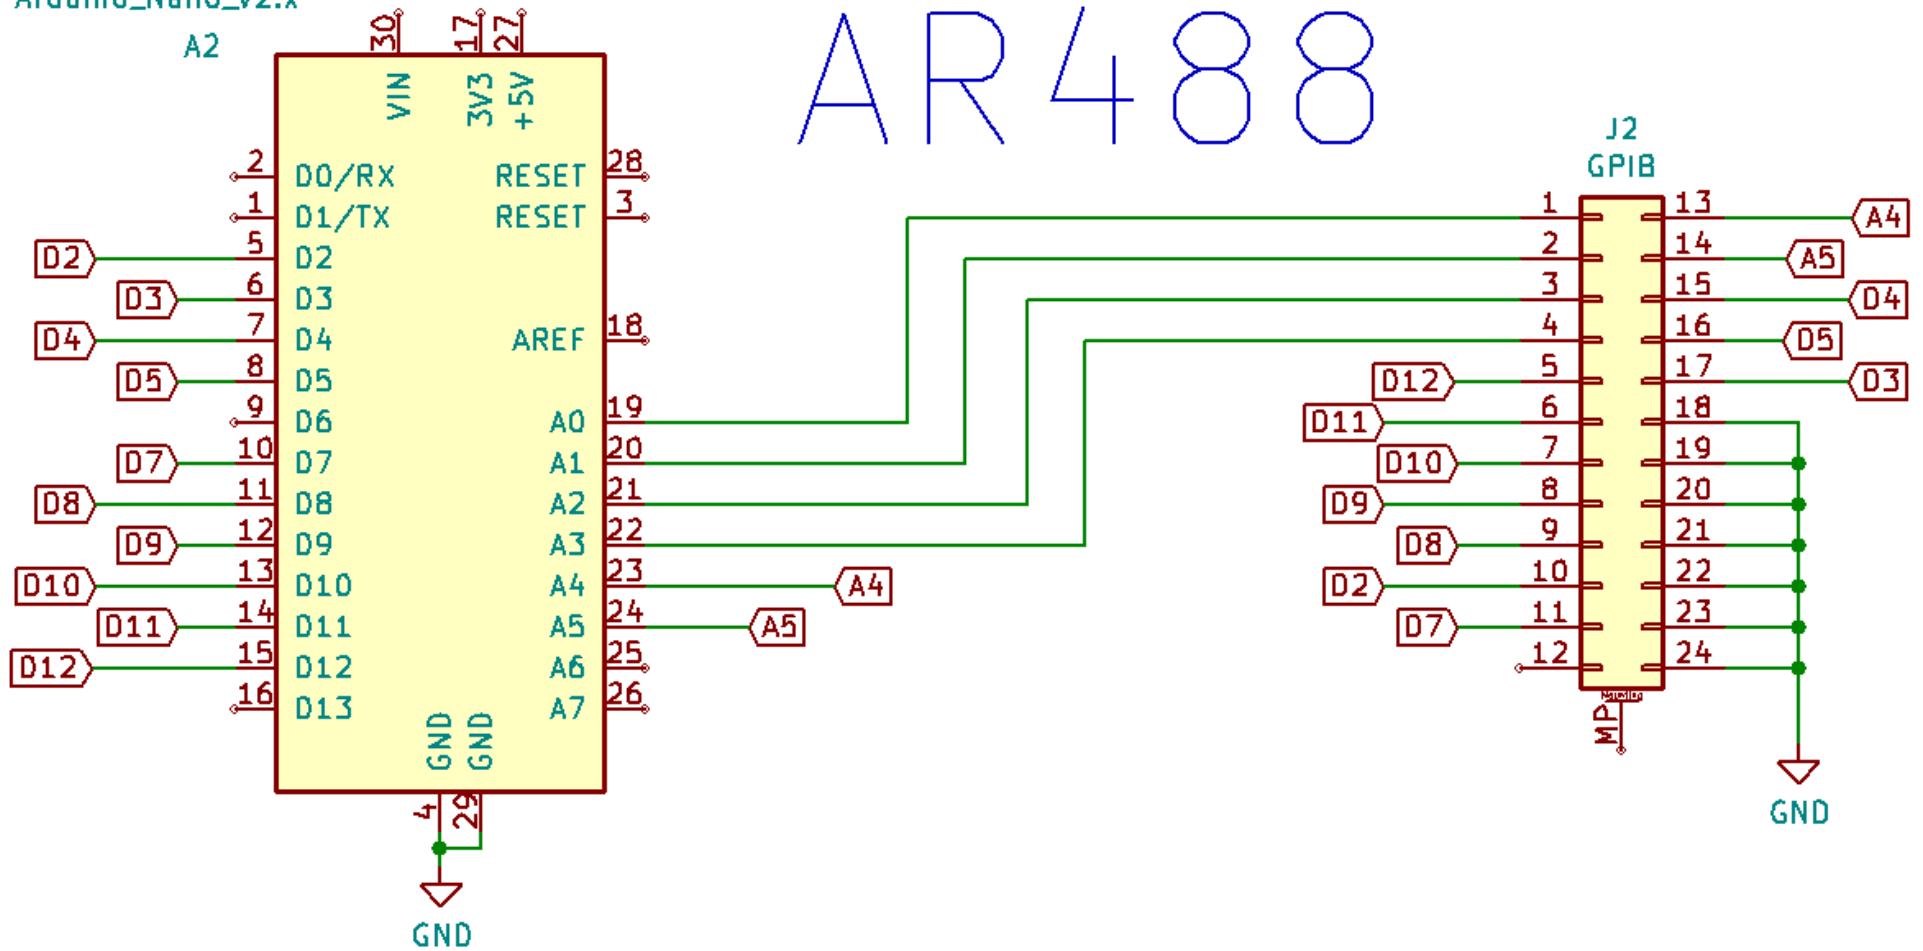 Arduino_Nano_v2.x
A2
AR488
30 17 27
VIN 3V3 +5V
2 D0/RX RESET 28
1 D1/TX RESET 3
D2 5 D2
D3 6 D3
D4 7 D4 AREF 18
D5 8 D5
9 D6 A0 19
D7 10 D7 A1 20
D8 11 D8 A2 21
D9 12 D9 A3 22
D10 13 D10 A4 23 A4
D11 14 D11 A5 24 A5
D12 15 D12 A6 25
16 D13 A7 26
GND GND
4 29
GND
J2
GPIB
1 13 A4
2 14 A5
3 15 D4
4 16 D5
D12 5 17 D3
D11 6 18
D10 7 19
D9 8 20
D8 9 21
D2 10 22
D7 11 23
12 24
MP
GND